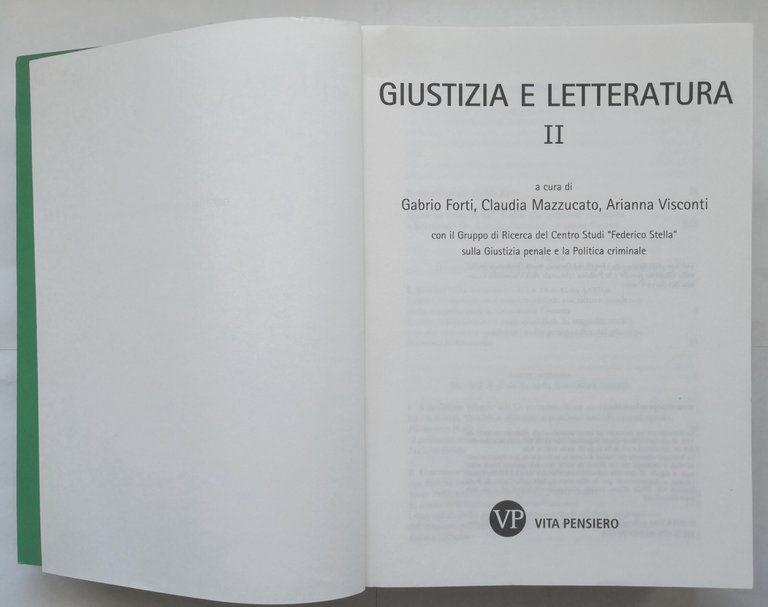 GIUSTIZIA E LETTERATURA
II
a cura di
Gabrio Forti, Claudia Mazzucato, Arianna Visconti
con il Gruppo di Ricerca del Centro Studi "Federico Stella"
sulla Giustizia penale e la Politica criminale
VP VITA PENSIERO